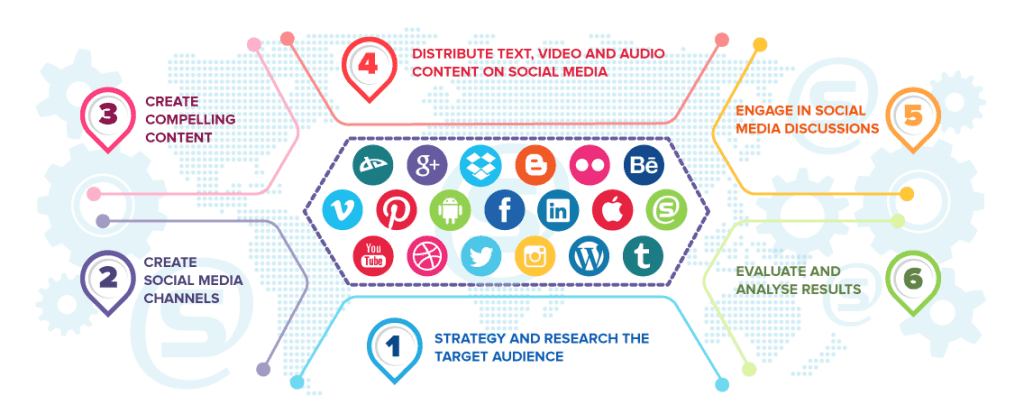 4
DISTRIBUTE TEXT, VIDEO AND AUDIO
CONTENT ON SOCIAL MEDIA
3
CREATE
COMPELLING
CONTENT
ENGAGE IN SOCIAL
MEDIA DISCUSSIONS
5
g+
Bē
f
in
S
You
Tube
t
2
CREATE
SOCIAL MEDIA
CHANNELS
EVALUATE AND
ANALYSE RESULTS
6
1
STRATEGY AND RESEARCH THE
TARGET AUDIENCE